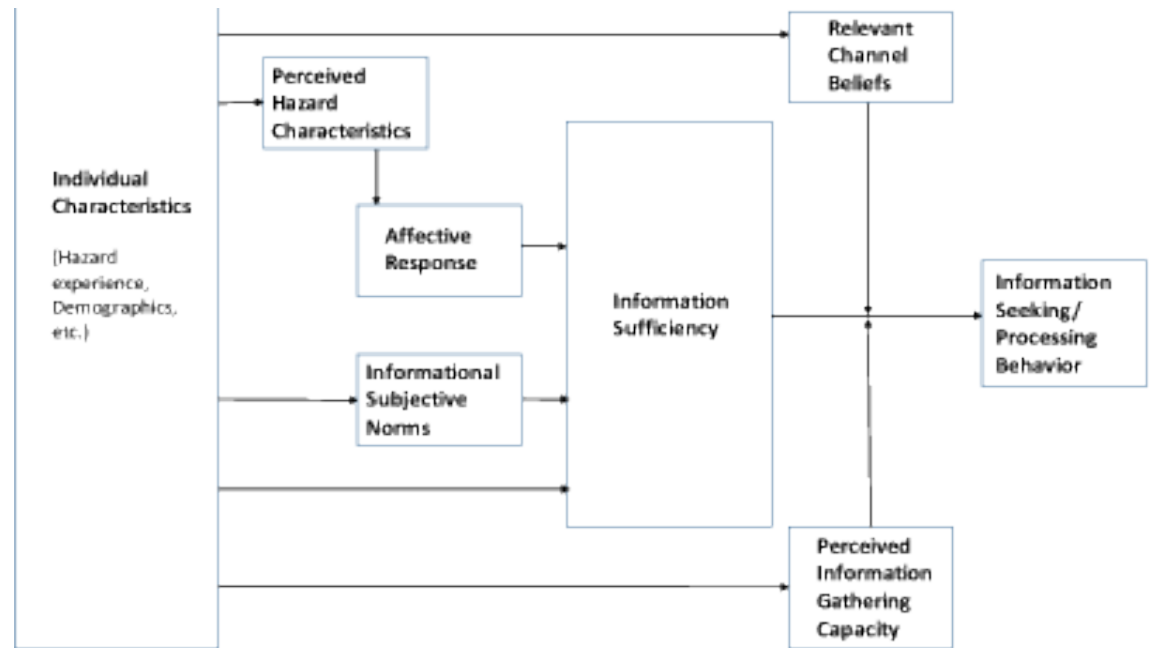 Individual
Characteristics
(Hazard
experience,
Demographics,
etc.)
Perceived
Hazard
Characteristics
Affective
Response
Informational
Subjective
Norms
Information
Sufficiency
Relevant
Channel
Beliefs
Perceived
Information
Gathering
Capacity
Information
Seeking/
Processing
Behavior